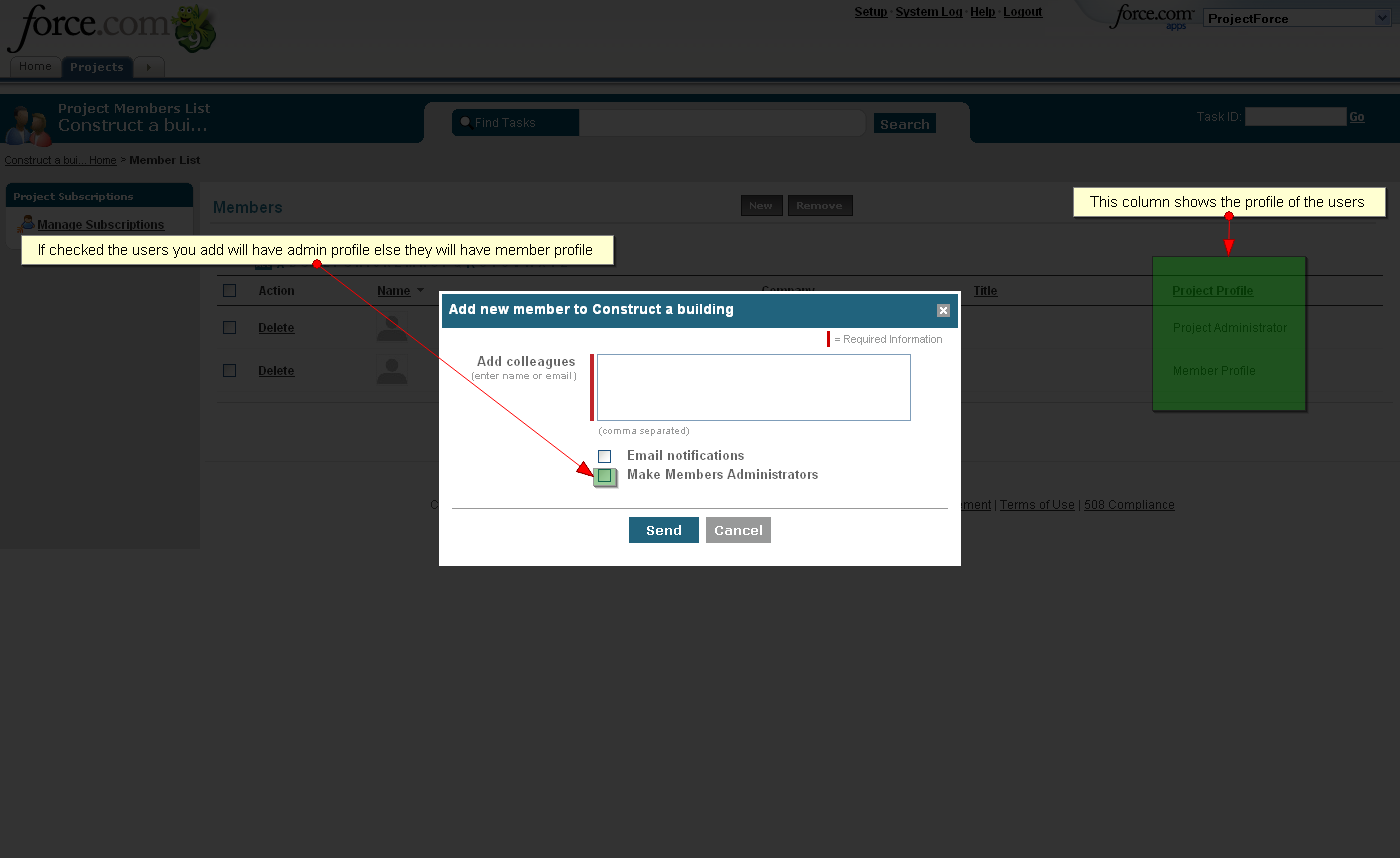 force.com
Setup · System Log · Help · Logout
force.com
apps
ProjectForce
Home
Projects
Project Members List
Construct a bui...
Find Tasks
Search
Task ID:
Go
Construct a bui... Home > Member List
Project Subscriptions
Manage Subscriptions
Members
New
Remove
This column shows the profile of the users
If checked the users you add will have admin profile else they will have member profile
Action
Name
Company
Title
Project Profile
Delete
Project Administrator
Delete
Member Profile
Add new member to Construct a building
= Required Information
Add colleagues
(enter name or email )
(comma separated)
Email notifications
Make Members Administrators
Send
Cancel
| Terms of Use | 508 Compliance